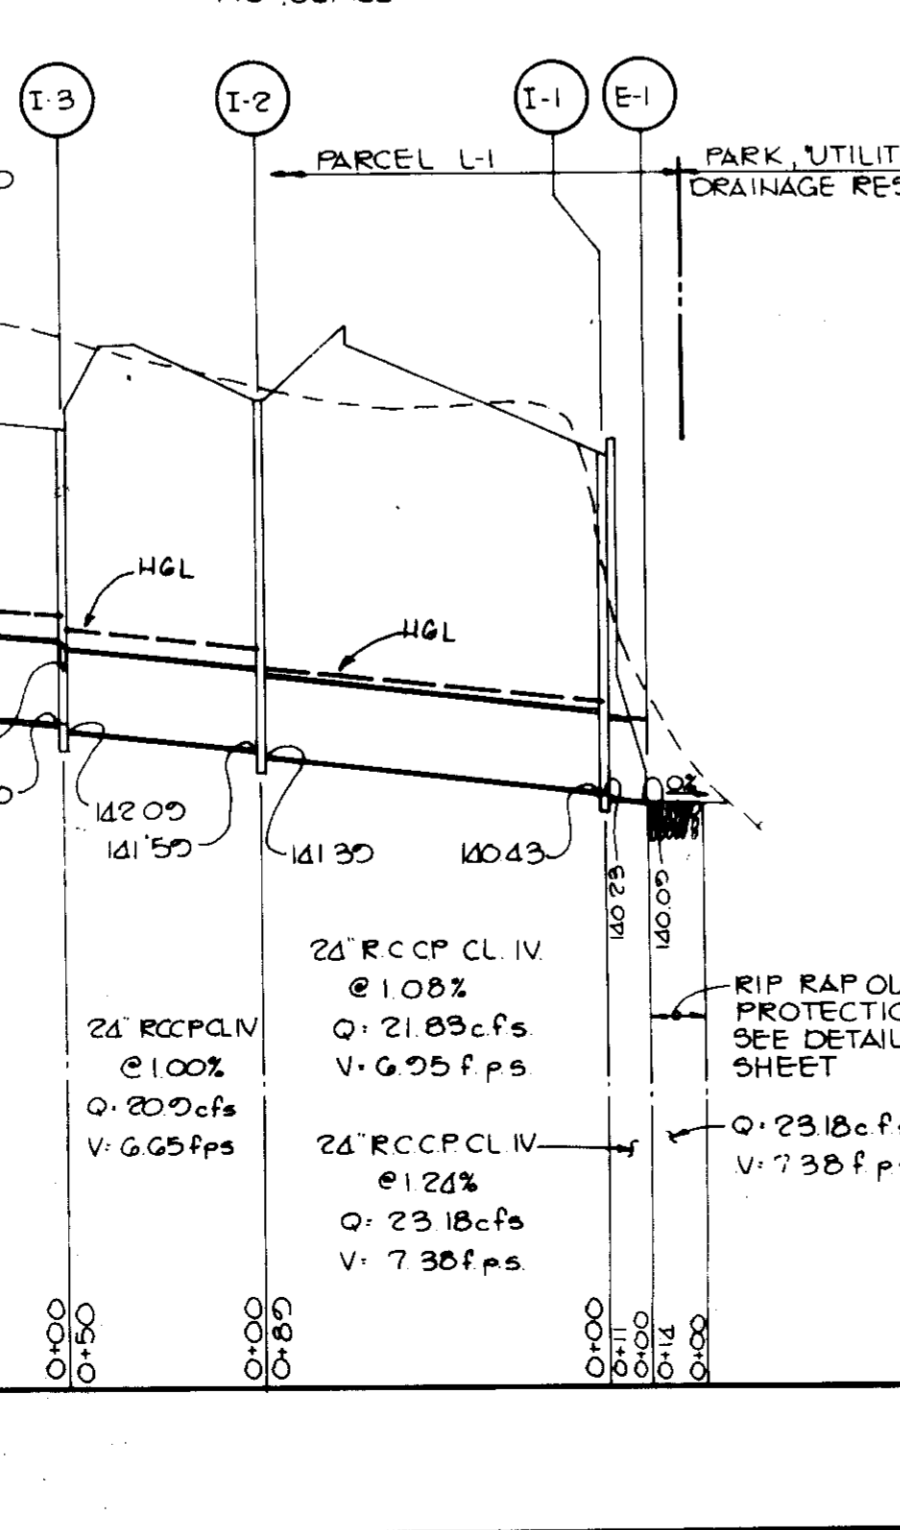 I-3
I-2
I-1
E-1
PARCEL L-1
PARK, UTILIT
DRAINAGE RES
HGL
HGL
0%
142.09
141.59
141.39
140.43
140.23
140.09
24" R.C.C.P. CL. IV.
@ 1.08%
Q= 21.83 c.f.s.
V= 6.95 f.p.s.
24" RCCP CL IV
@ 1.00%
Q= 20.9 cfs
V= 6.65 fps
24" R.C.C.P. CL. IV
@ 1.24%
Q= 23.18 cfs
V= 7.38 f.p.s.
RIP RAP OU
PROTECTIO
SEE DETAIL
SHEET
Q= 23.18 c.f.s
V= 7.38 f.p.
0+00
0+50
0+00
0+89
0+00
0+11
0+00
0+14
0+00